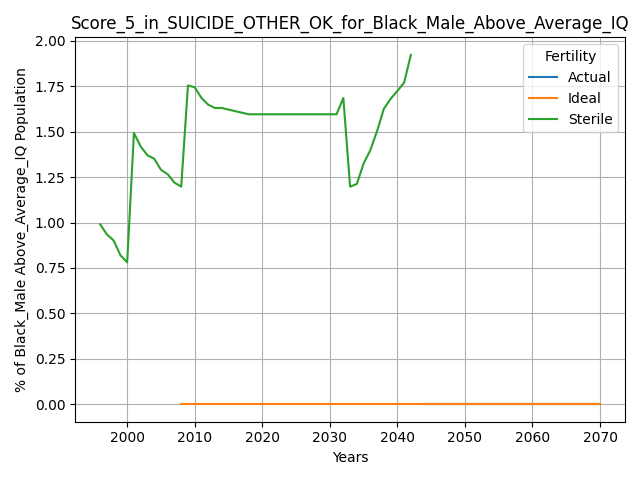 Score_5_in_SUICIDE_OTHER_OK_for_Black_Male_Above_Average_IQ
% of Black_Male Above_Average_IQ Population
2.00
1.75
1.50
1.25
1.00
0.75
0.50
0.25
0.00
Fertility
Actual
Ideal
Sterile
2000 2010 2020 2030 2040 2050 2060 2070
Years